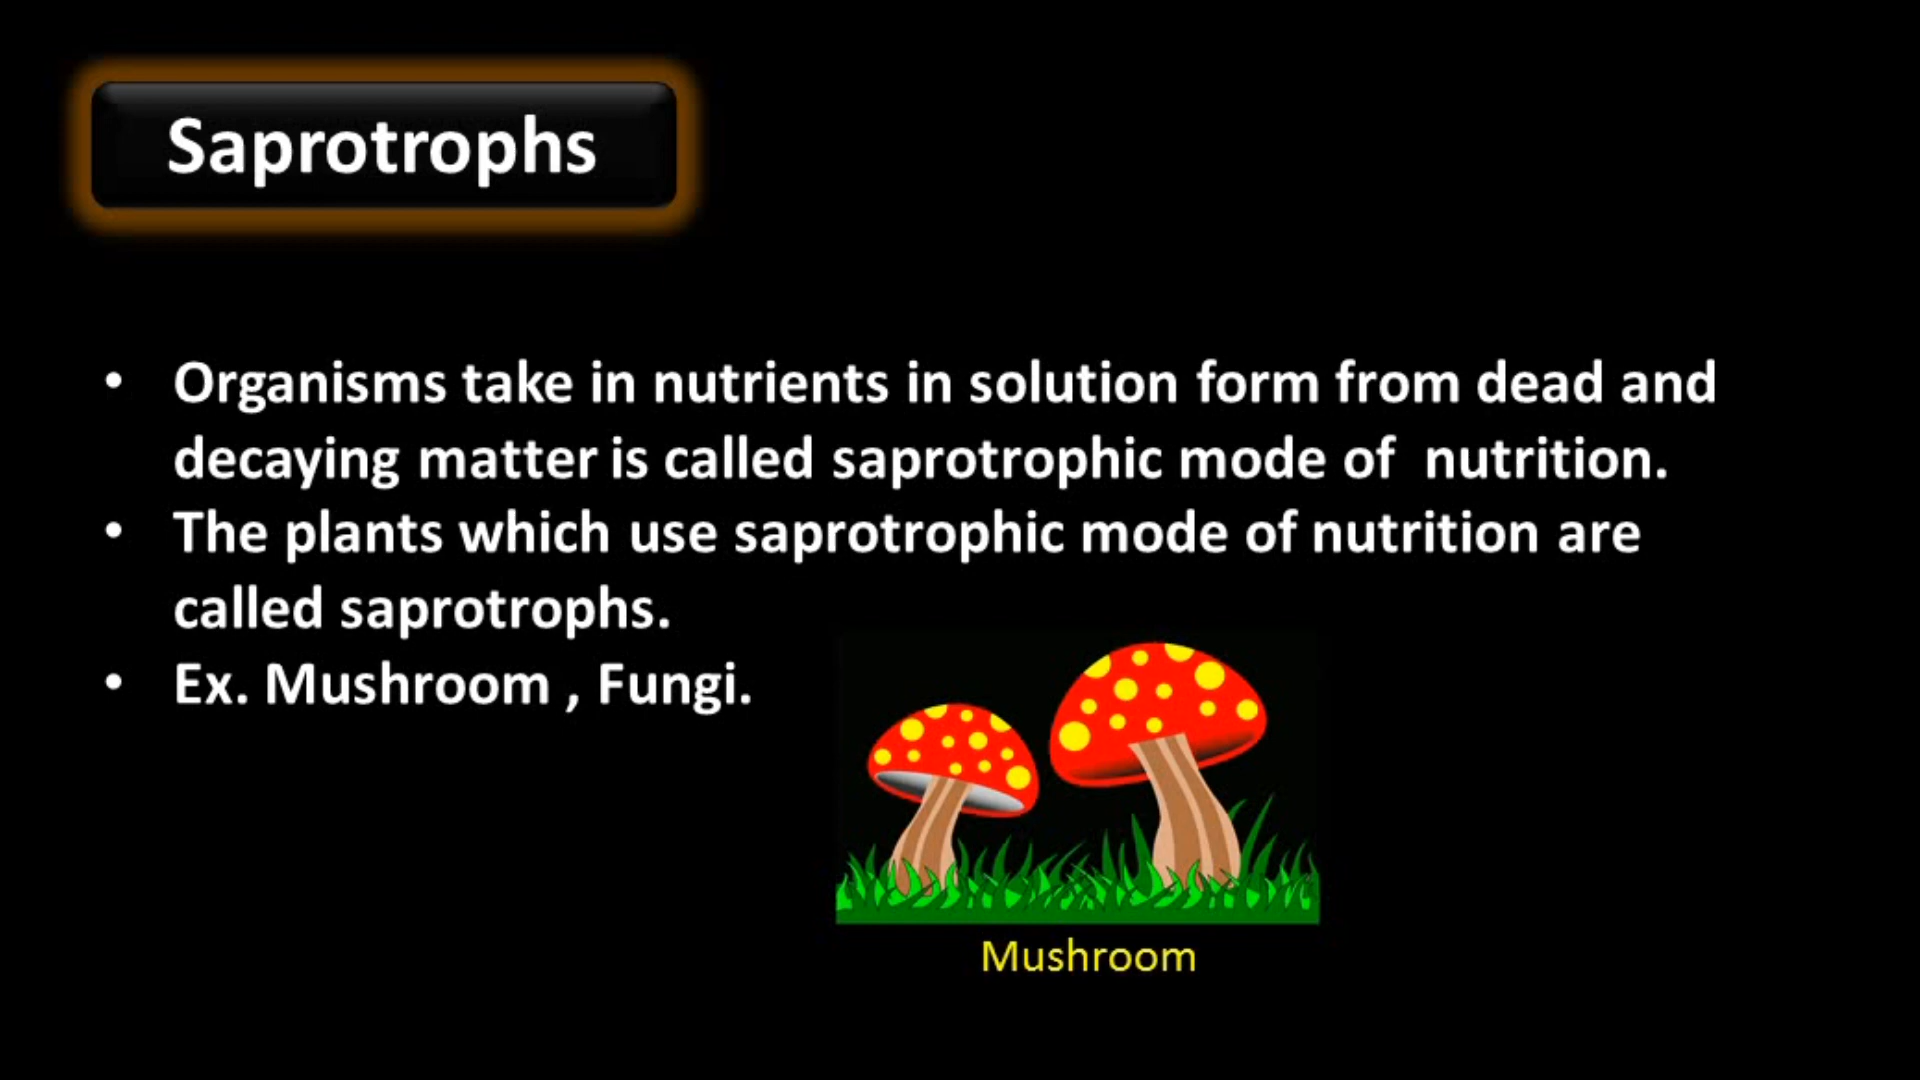 Saprotrophs
• Organisms take in nutrients in solution form from dead and
decaying matter is called saprotrophic mode of  nutrition.
• The plants which use saprotrophic mode of nutrition are
called saprotrophs.
• Ex. Mushroom , Fungi.
Mushroom